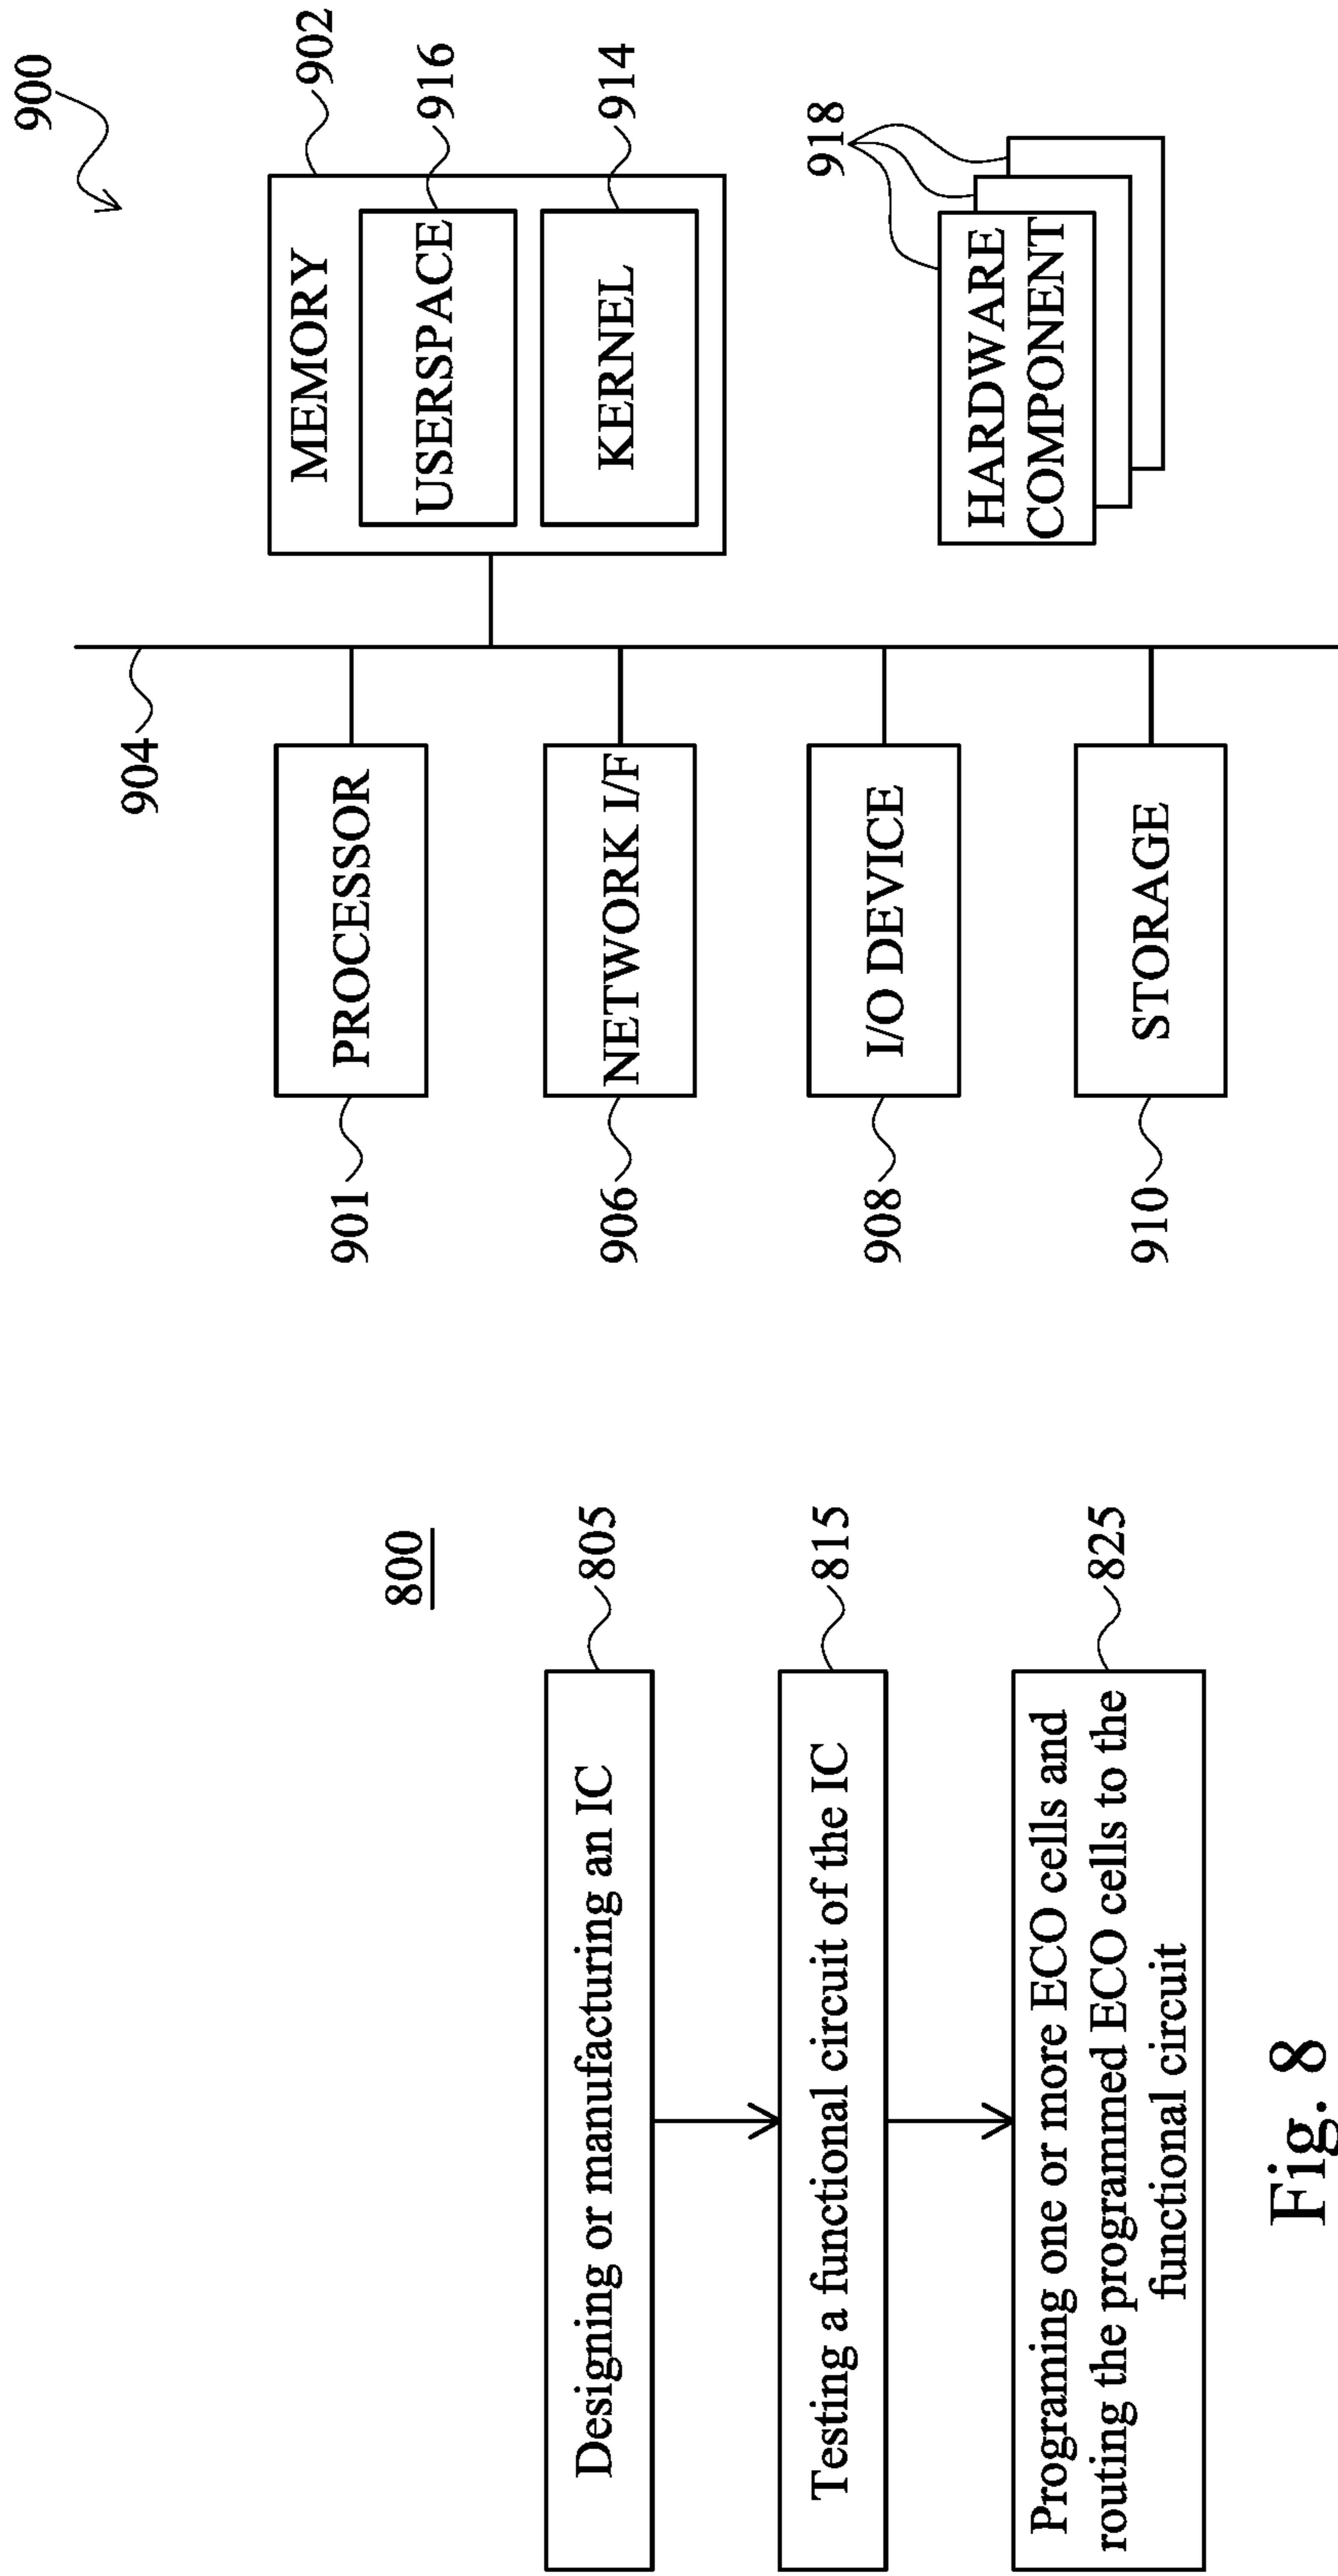 800
Designing or manufacturing an IC
805
Testing a functional circuit of the IC
815
Programing one or more ECO cells and
routing the programmed ECO cells to the
functional circuit
825
Fig. 8
900
904
901
PROCESSOR
906
NETWORK I/F
908
I/O DEVICE
910
STORAGE
MEMORY
902
USERSPACE
916
KERNEL
914
918
HARDWARE
COMPONENT